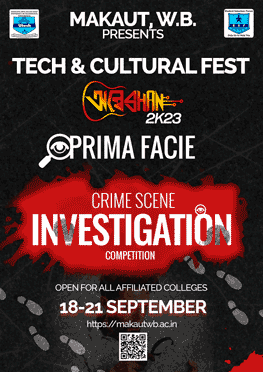 MAKAUT, W.B.
PRESENTS
TECH & CULTURAL FEST
2K23
PRIMA FACIE
CRIME SCENE
INVESTIGATION
COMPETITION
OPEN FOR ALL AFFILIATED COLLEGES
18-21 SEPTEMBER
https://makautwb.ac.in